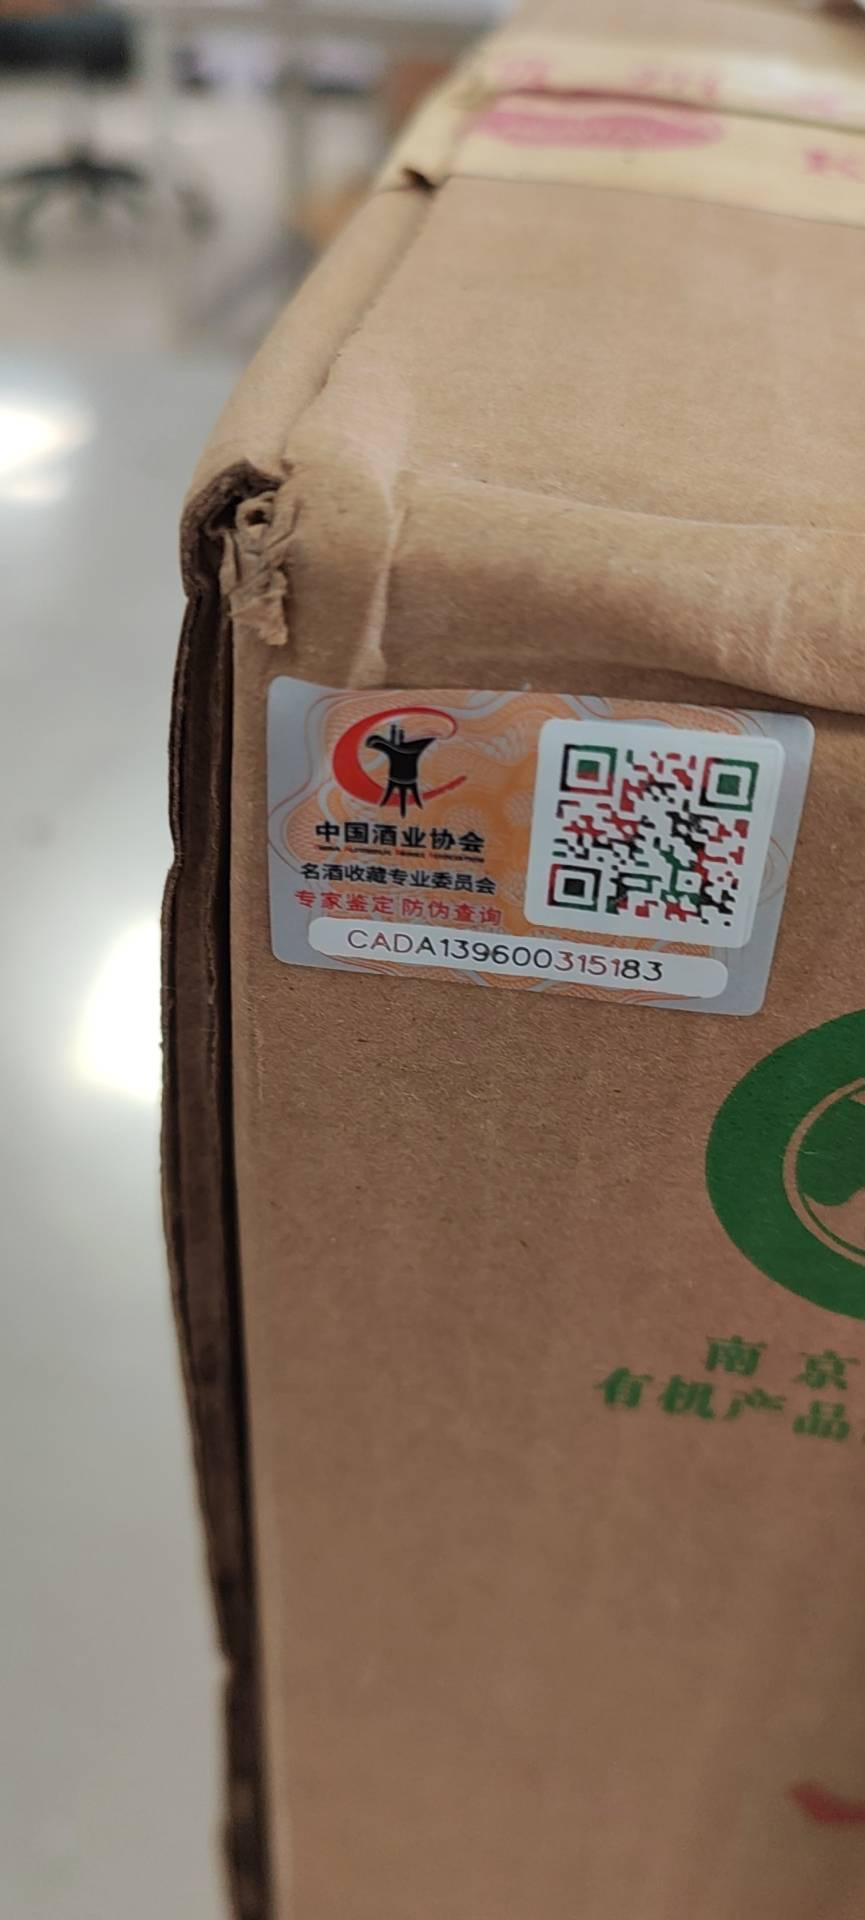 中国酒业协会
名酒收藏专业委员会
专家鉴定 防伪查询
CADA139600315183
南京
有机产品